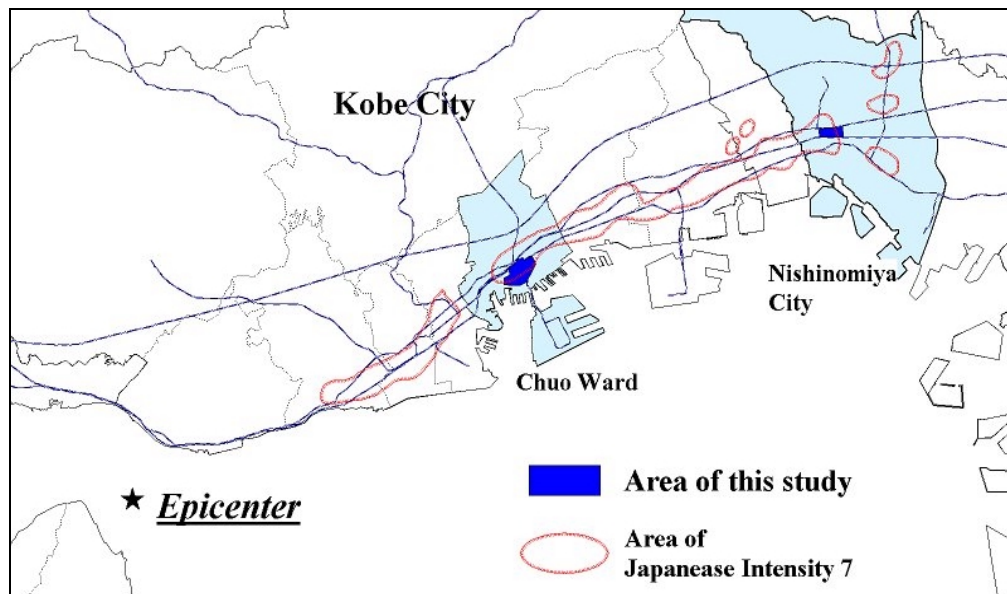 Kobe City
Nishinomiya
City
Chuo Ward
Area of this study
★ Epicenter
Area of
Japanease Intensity 7